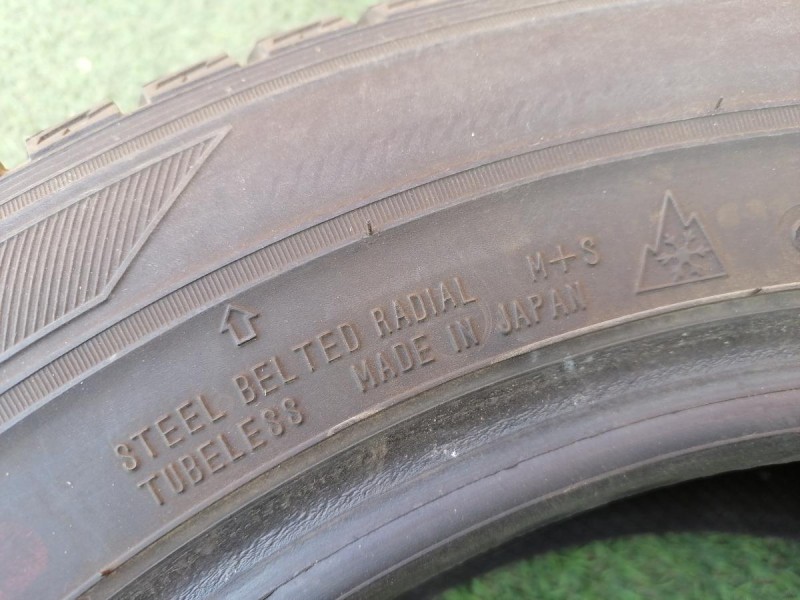 STEEL BELTED RADIAL M+S
TUBELESS MADE IN JAPAN